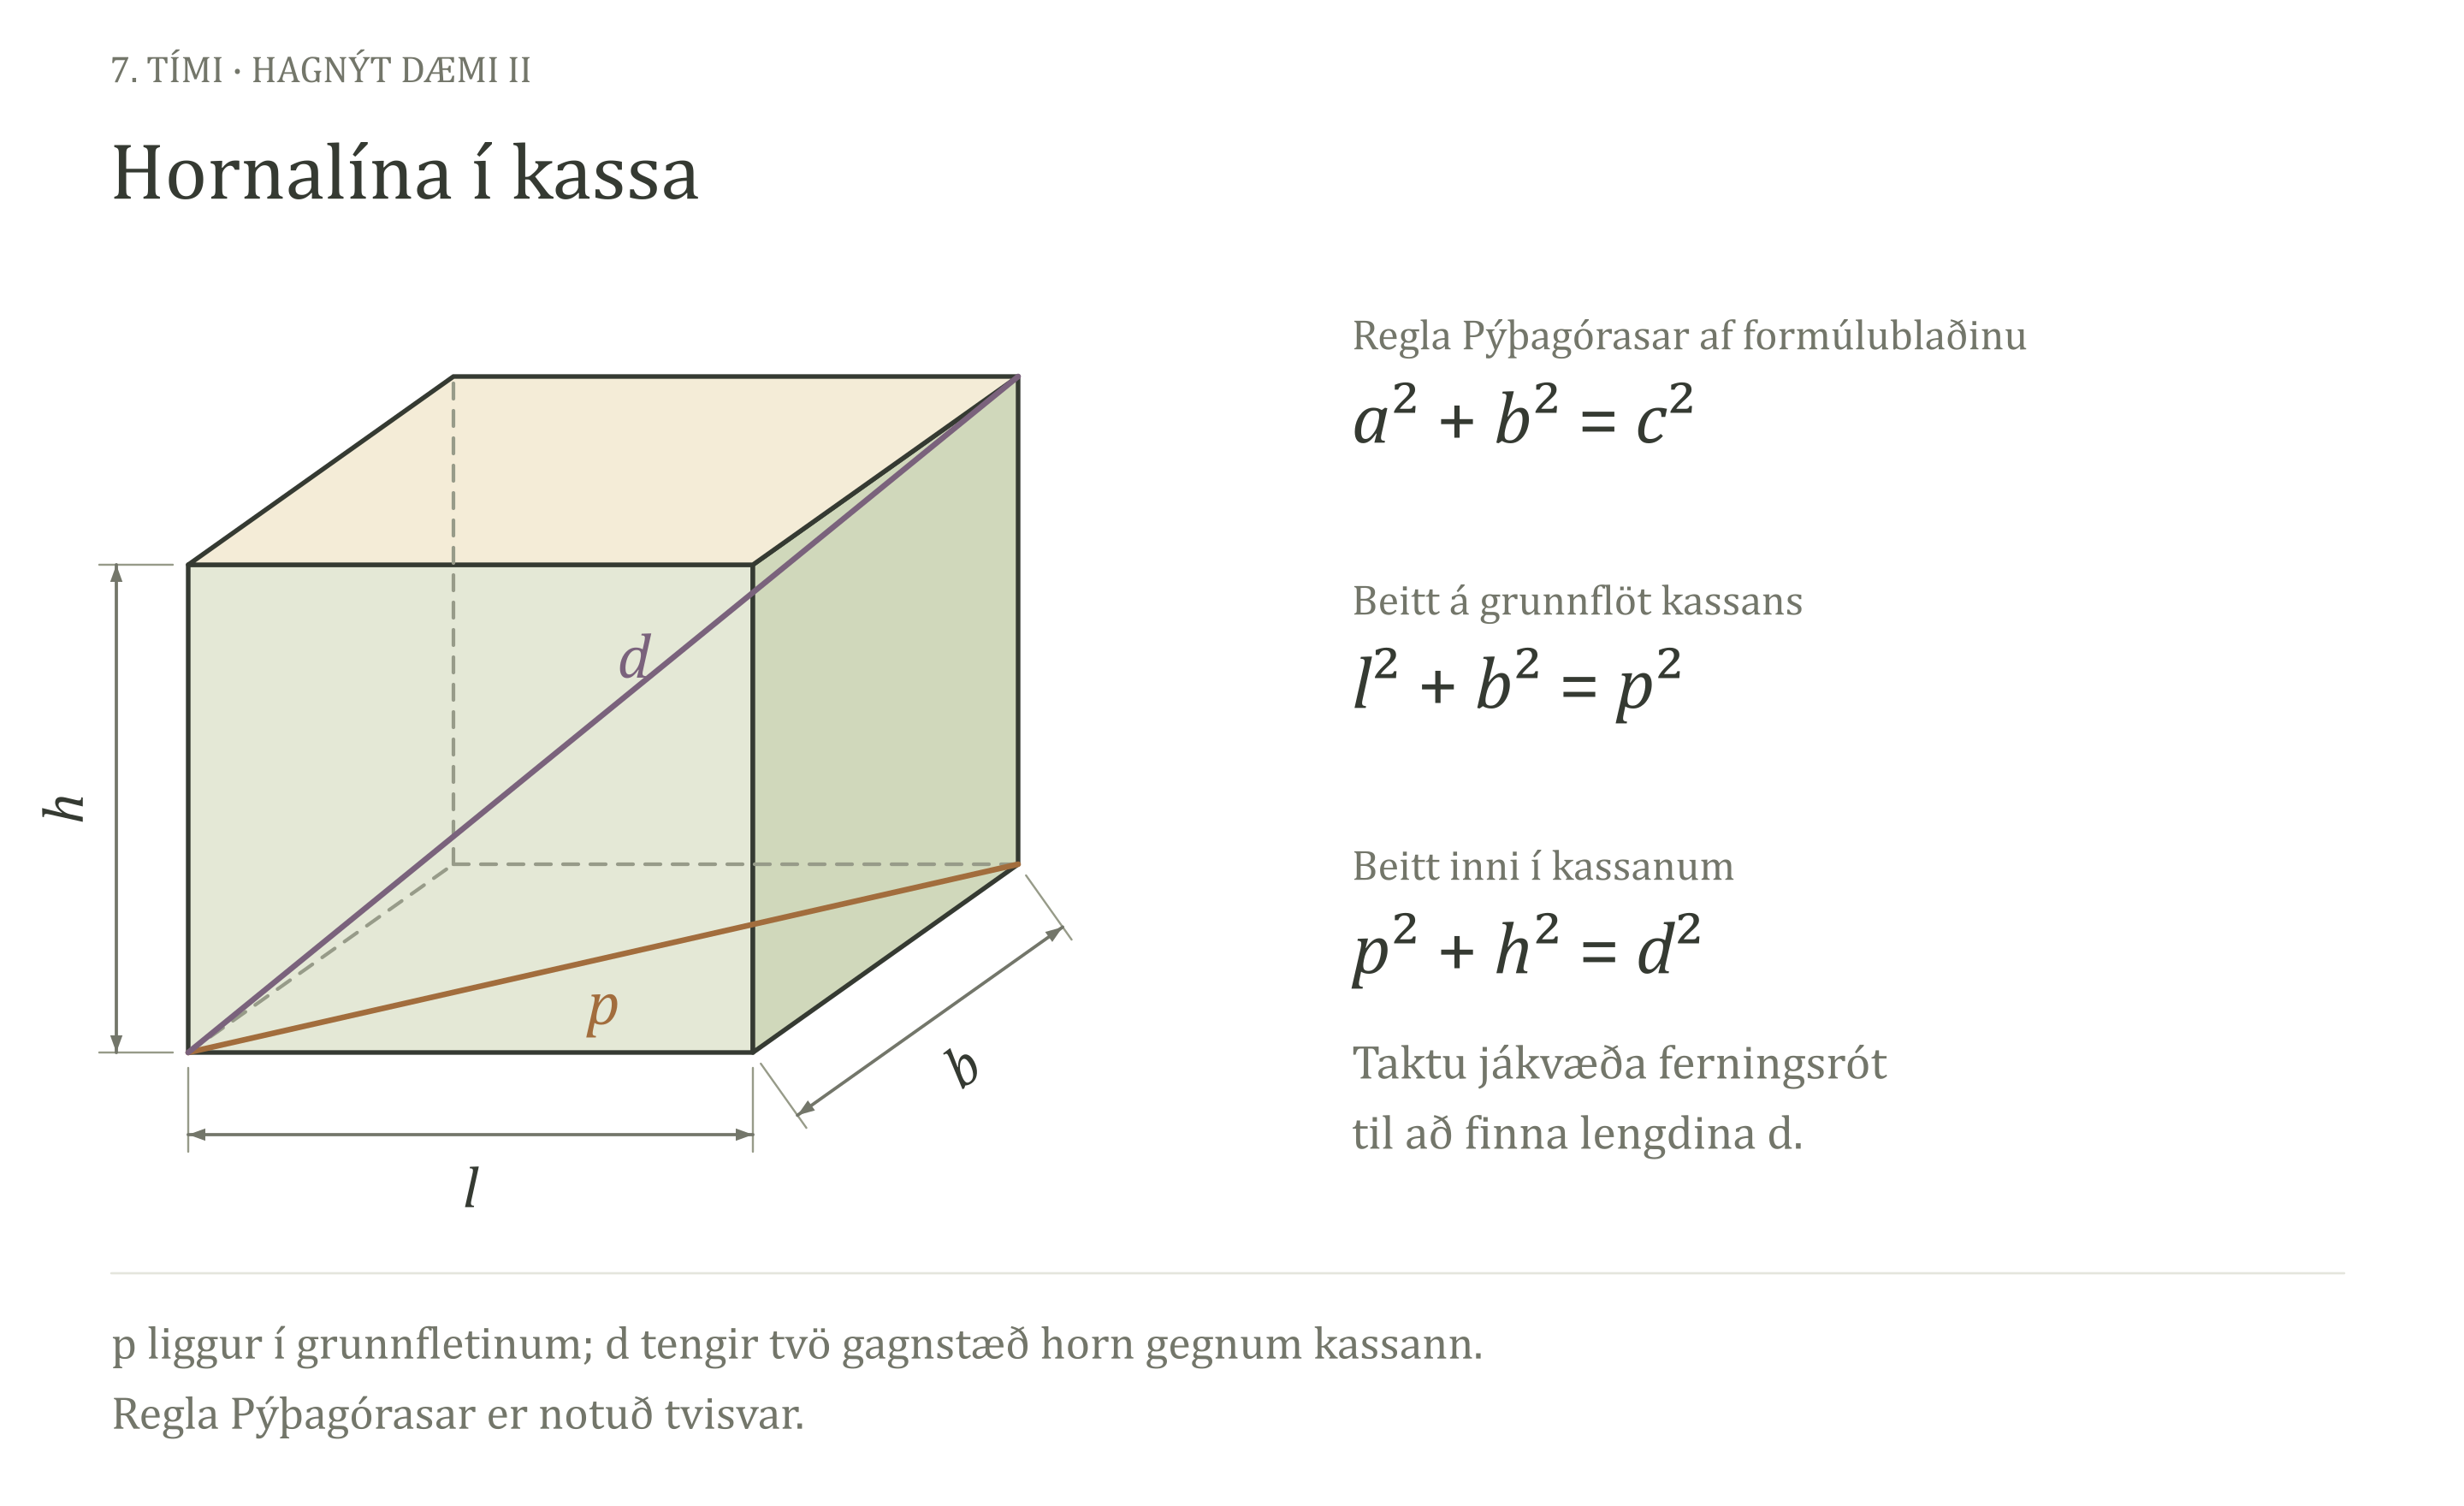 7. TÍMI · HAGNÝT DÆMI II
Hornalína í kassa
Regla Pýþagórasar af formúlublaðinu
a² + b² = c²
Beitt á grunnflöt kassans
l² + b² = p²
Beitt inni í kassanum
p² + h² = d²
Taktu jákvæða ferningsrót
til að finna lengdina d.
d
h
p
b
l
p liggur í grunnfletinum; d tengir tvö gagnstæð horn gegnum kassann.
Regla Pýþagórasar er notuð tvisvar.